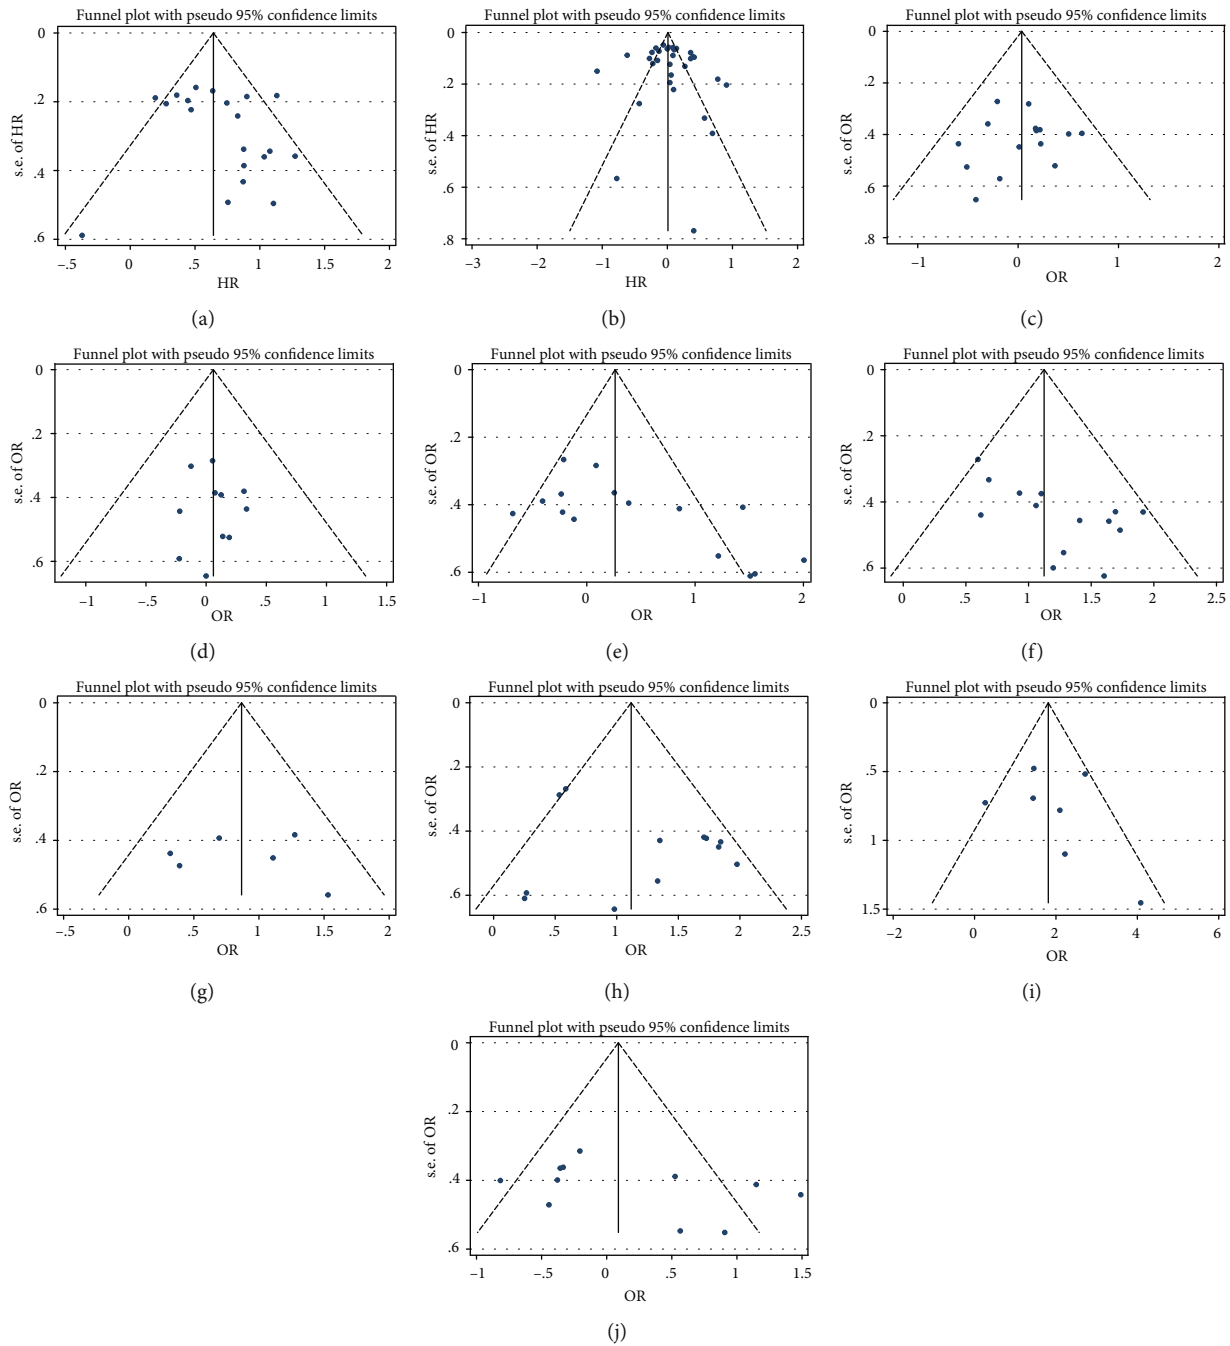 Funnel plot with pseudo 95% confidence limits
0
.2
.4
.6
s.e. of HR
–.5 0 .5 1 1.5 2
HR
(a)
Funnel plot with pseudo 95% confidence limits
0
.2
.4
.6
.8
s.e. of HR
–3 –2 –1 0 1 2
HR
(b)
Funnel plot with pseudo 95% confidence limits
0
.2
.4
.6
.8
s.e. of OR
–1 0 1 2
OR
(c)
Funnel plot with pseudo 95% confidence limits
0
.2
.4
.6
s.e. of OR
–1 –.5 0 .5 1 1.5
OR
(d)
Funnel plot with pseudo 95% confidence limits
0
.2
.4
.6
s.e. of OR
–1 0 1 2
OR
(e)
Funnel plot with pseudo 95% confidence limits
0
.2
.4
.6
s.e. of OR
0 .5 1 1.5 2 2.5
OR
(f)
Funnel plot with pseudo 95% confidence limits
0
.2
.4
.6
s.e. of OR
–.5 0 .5 1 1.5 2
OR
(g)
Funnel plot with pseudo 95% confidence limits
0
.2
.4
.6
s.e. of OR
0 .5 1 1.5 2 2.5
OR
(h)
Funnel plot with pseudo 95% confidence limits
0
.5
1
1.5
s.e. of OR
–2 0 2 4 6
OR
(i)
Funnel plot with pseudo 95% confidence limits
0
.2
.4
.6
s.e. of OR
–1 –.5 0 .5 1 1.5
OR
(j)